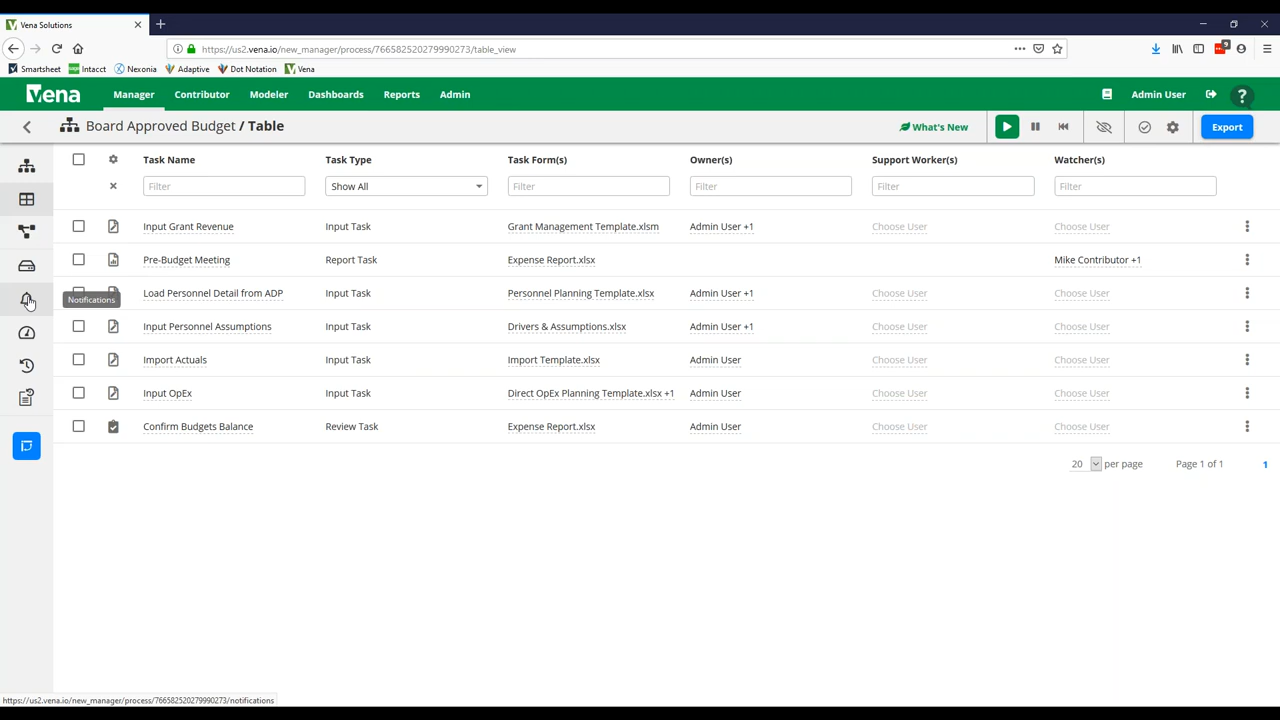 Vena Solutions
https://us2.vena.io/new_manager/process/766582520279990273/table_view
9
Smartsheet Intacct Nexonia Adaptive Dot Notation Vena
vena Manager Contributor Modeler Dashboards Reports Admin Admin User ?
Board Approved Budget / Table What's New Export
Task Name Task Type Task Form(s) Owner(s) Support Worker(s) Watcher(s)
Filter Show All Filter Filter Filter Filter
Input Grant Revenue Input Task Grant Management Template.xlsm Admin User +1 Choose User Choose User
Pre-Budget Meeting Report Task Expense Report.xlsx Mike Contributor +1
Notifications Load Personnel Detail from ADP Input Task Personnel Planning Template.xlsx Admin User +1 Choose User Choose User
Input Personnel Assumptions Input Task Drivers & Assumptions.xlsx Admin User +1 Choose User Choose User
Import Actuals Input Task Import Template.xlsx Admin User Choose User Choose User
Input OpEx Input Task Direct OpEx Planning Template.xlsx +1 Admin User Choose User Choose User
Confirm Budgets Balance Review Task Expense Report.xlsx Admin User Choose User Choose User
20 per page Page 1 of 1 1
https://us2.vena.io/new_manager/process/766582520279990273/notifications